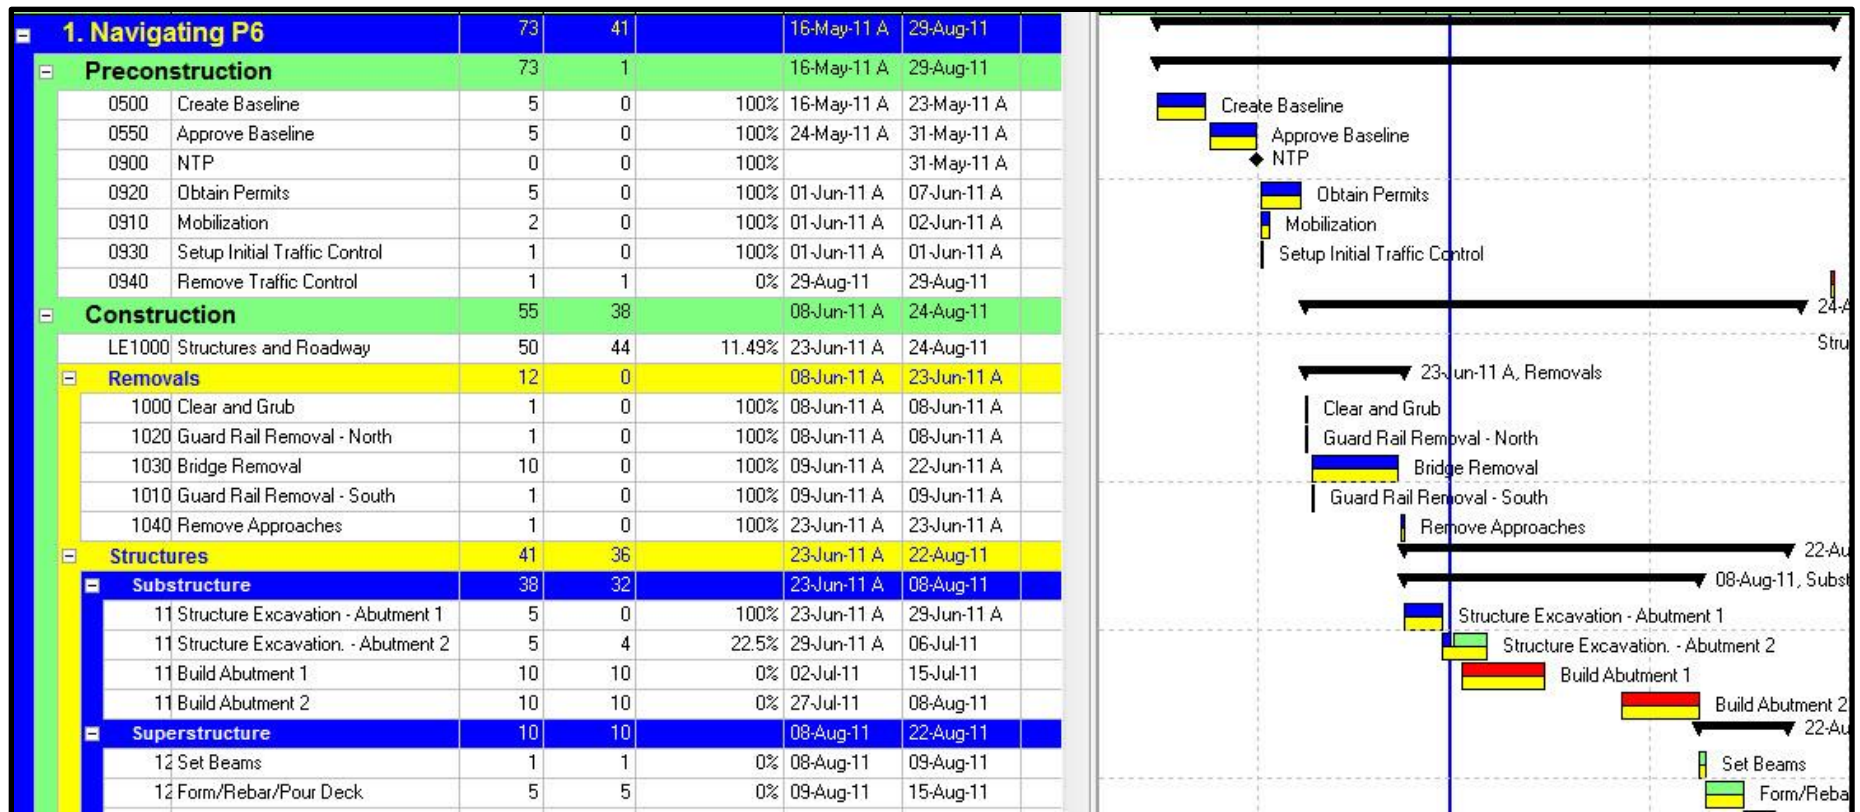 1. Navigating P6 73 41 16-May-11 A 29-Aug-11
Preconstruction 73 1 16-May-11 A 29-Aug-11
0500 Create Baseline 5 0 100% 16-May-11 A 23-May-11 A Create Baseline
0550 Approve Baseline 5 0 100% 24-May-11 A 31-May-11 A Approve Baseline
0900 NTP 0 0 100% 31-May-11 A NTP
0920 Obtain Permits 5 0 100% 01-Jun-11 A 07-Jun-11 A Obtain Permits
0910 Mobilization 2 0 100% 01-Jun-11 A 02-Jun-11 A Mobilization
0930 Setup Initial Traffic Control 1 0 100% 01-Jun-11 A 01-Jun-11 A Setup Initial Traffic Control
0940 Remove Traffic Control 1 1 0% 29-Aug-11 29-Aug-11
Construction 55 38 08-Jun-11 A 24-Aug-11 24-A
LE1000 Structures and Roadway 50 44 11.49% 23-Jun-11 A 24-Aug-11 Stru
Removals 12 0 08-Jun-11 A 23-Jun-11 A 23-Jun-11 A, Removals
1000 Clear and Grub 1 0 100% 08-Jun-11 A 08-Jun-11 A Clear and Grub
1020 Guard Rail Removal - North 1 0 100% 08-Jun-11 A 08-Jun-11 A Guard Rail Removal - North
1030 Bridge Removal 10 0 100% 09-Jun-11 A 22-Jun-11 A Bridge Removal
1010 Guard Rail Removal - South 1 0 100% 09-Jun-11 A 09-Jun-11 A Guard Rail Removal - South
1040 Remove Approaches 1 0 100% 23-Jun-11 A 23-Jun-11 A Remove Approaches
Structures 41 36 23-Jun-11 A 22-Aug-11 22-Au
Substructure 38 32 23-Jun-11 A 08-Aug-11 08-Aug-11, Subst
11 Structure Excavation - Abutment 1 5 0 100% 23-Jun-11 A 29-Jun-11 A Structure Excavation - Abutment 1
11 Structure Excavation. - Abutment 2 5 4 22.5% 29-Jun-11 A 06-Jul-11 Structure Excavation. - Abutment 2
11 Build Abutment 1 10 10 0% 02-Jul-11 15-Jul-11 Build Abutment 1
11 Build Abutment 2 10 10 0% 27-Jul-11 08-Aug-11 Build Abutment 2
Superstructure 10 10 08-Aug-11 22-Aug-11 22-Au
12 Set Beams 1 1 0% 08-Aug-11 09-Aug-11 Set Beams
12 Form/Rebar/Pour Deck 5 5 0% 09-Aug-11 15-Aug-11 Form/Reba